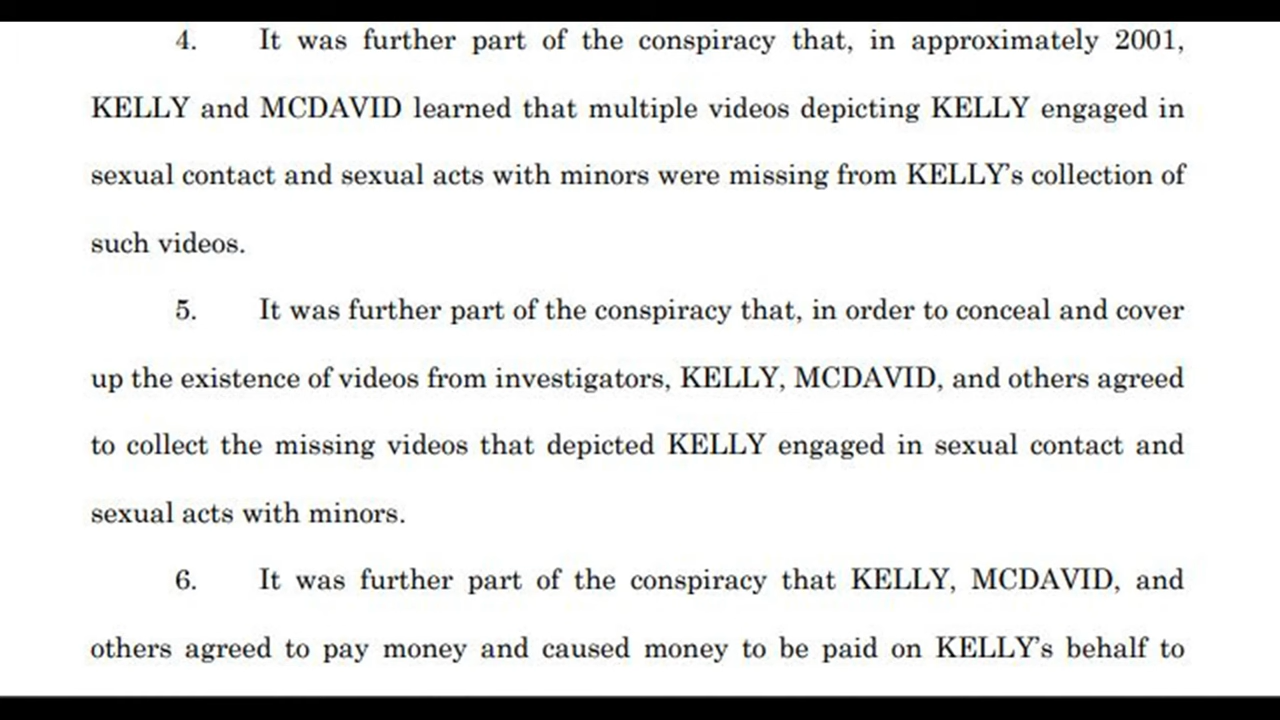 4. It was further part of the conspiracy that, in approximately 2001,
KELLY and MCDAVID learned that multiple videos depicting KELLY engaged in
sexual contact and sexual acts with minors were missing from KELLY's collection of
such videos.
5. It was further part of the conspiracy that, in order to conceal and cover
up the existence of videos from investigators, KELLY, MCDAVID, and others agreed
to collect the missing videos that depicted KELLY engaged in sexual contact and
sexual acts with minors.
6. It was further part of the conspiracy that KELLY, MCDAVID, and
others agreed to pay money and caused money to be paid on KELLY's behalf to